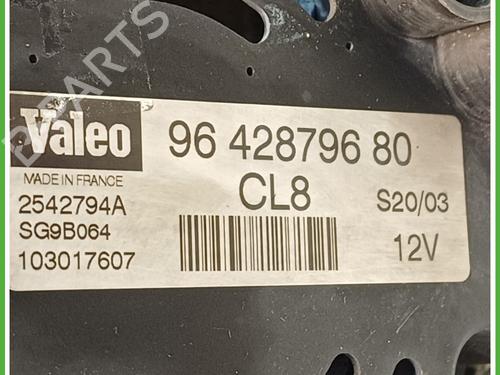 BPARTS
Valeo
96 428796 80
MADE IN FRANCE
CL8
2542794A
S20/03
SG9B064
12V
103017607